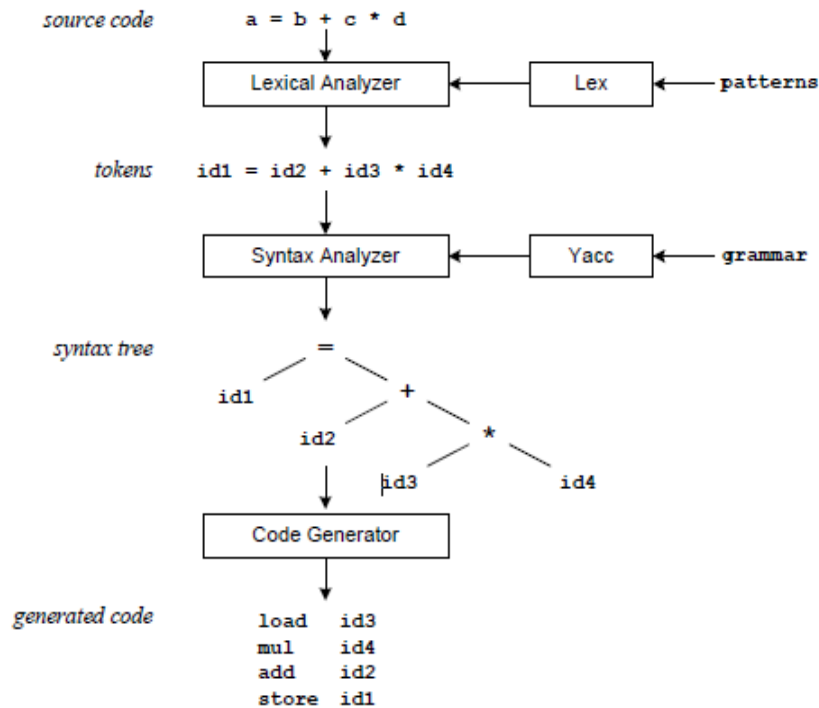 source code a = b + c * d
Lexical Analyzer Lex patterns
tokens id1 = id2 + id3 * id4
Syntax Analyzer Yacc grammar
syntax tree =
id1 +
id2 *
id3 id4
Code Generator
generated code load id3
mul id4
add id2
store id1